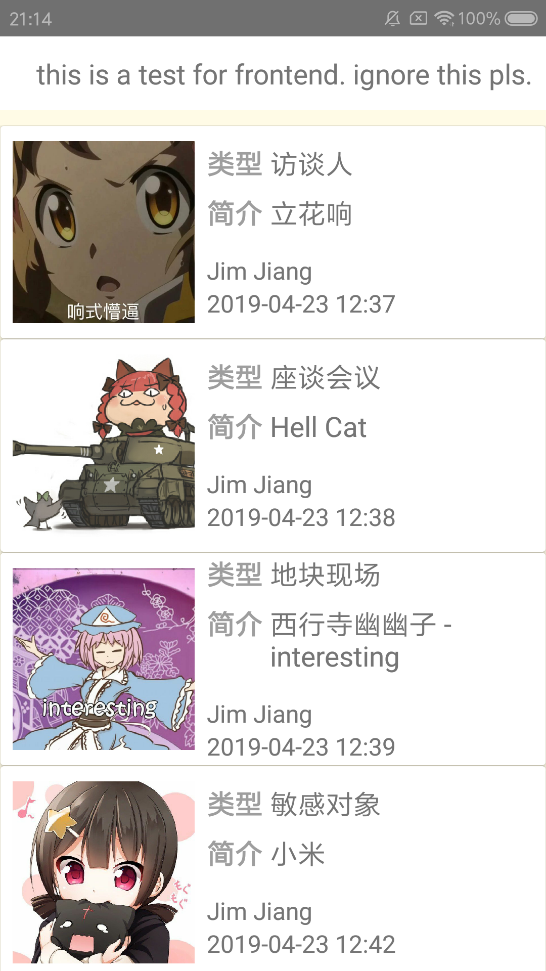 21:14
100%
this is a test for frontend. ignore this pls.
响式懵逼
类型 访谈人
简介 立花响
Jim Jiang
2019-04-23 12:37
类型 座谈会议
简介 Hell Cat
Jim Jiang
2019-04-23 12:38
interesting
类型 地块现场
简介 西行寺幽幽子 -
interesting
Jim Jiang
2019-04-23 12:39
7
类型 敏感对象
简介 小米
Jim Jiang
2019-04-23 12:42